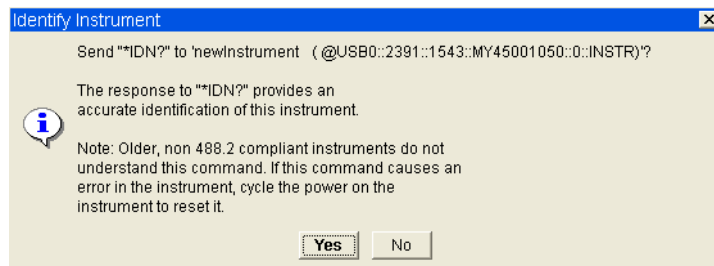 Identify Instrument
Send "*IDN?" to 'newInstrument ( @USB0::2391::1543::MY45001050::0::INSTR)'?
The response to "*IDN?" provides an
accurate identification of this instrument.
Note: Older, non 488.2 compliant instruments do not
understand this command. If this command causes an
error in the instrument, cycle the power on the
instrument to reset it.
Yes No